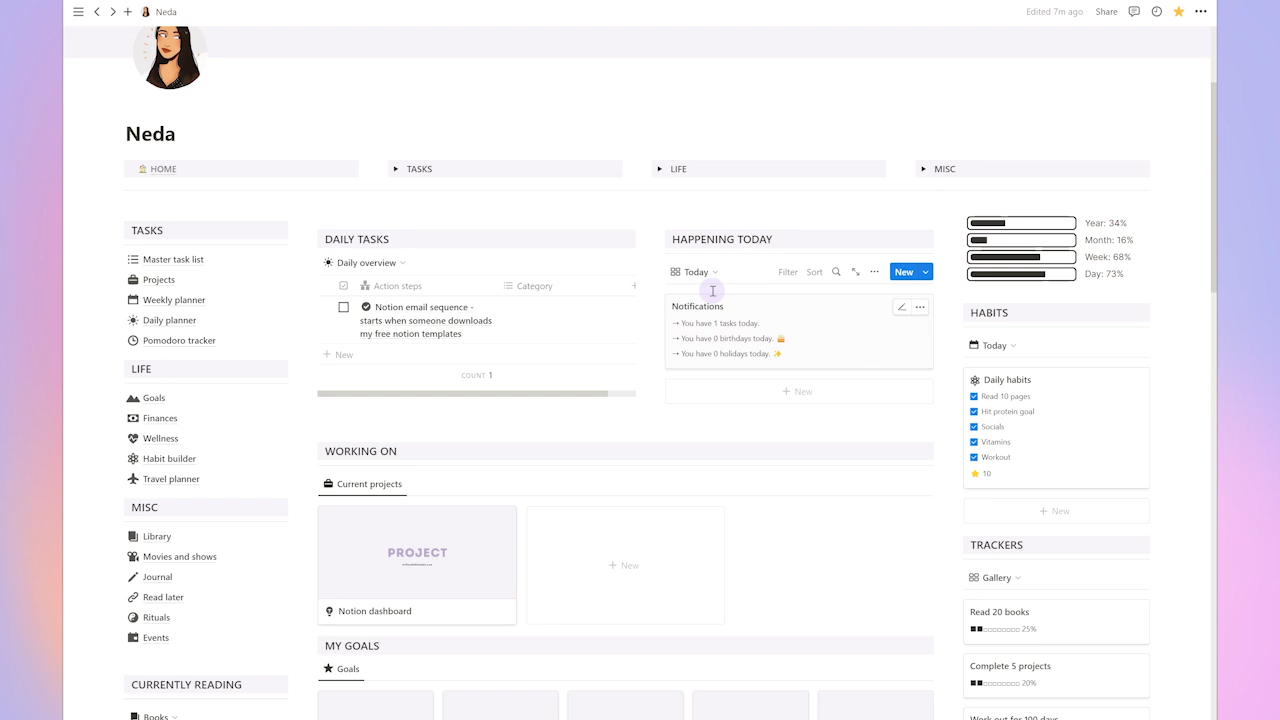 Neda
Edited 7m ago
Share
Neda
HOME
TASKS
LIFE
MISC
TASKS
Master task list
Projects
Weekly planner
Daily planner
Pomodoro tracker
LIFE
Goals
Finances
Wellness
Habit builder
Travel planner
MISC
Library
Movies and shows
Journal
Read later
Rituals
Events
CURRENTLY READING
Books
DAILY TASKS
Daily overview
Action steps
Category
Notion email sequence -
starts when someone downloads
my free notion templates
+ New
COUNT 1
HAPPENING TODAY
Today
Filter
Sort
New
Notifications
→ You have 1 tasks today.
→ You have 0 birthdays today. 🎂
→ You have 0 holidays today. ✨
+ New
WORKING ON
Current projects
PROJECT
Notion dashboard
+ New
MY GOALS
Goals
Year: 34%
Month: 16%
Week: 68%
Day: 73%
HABITS
Today
Daily habits
Read 10 pages
Hit protein goal
Socials
Vitamins
Workout
⭐ 10
+ New
TRACKERS
Gallery
Read 20 books
■■□□□□□□□□ 25%
Complete 5 projects
■■□□□□□□□□ 20%
Work out for 100 days